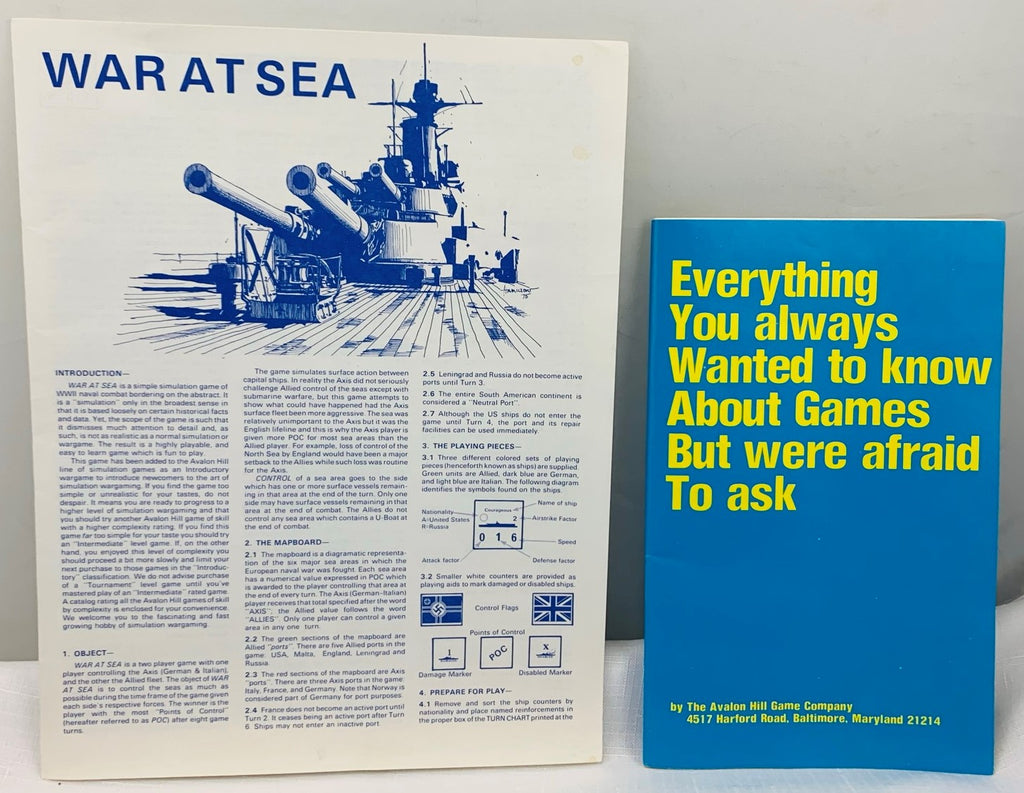 WAR AT SEA
INTRODUCTION—
WAR AT SEA is a simple simulation game of
WWII naval combat bordering on the abstract. It
is a "simulation" only in the broadest sense in
that it is based loosely on certain historical facts
and data. Yet, the scope of the game is such that
it dismisses much attention to detail and, as
such, is not as realistic as a normal simulation or
wargame. The result is a highly playable, and
easy to learn game which is fun to play.
This game has been added to the Avalon Hill
line of simulation games as an Introductory
wargame to introduce newcomers to the art of
simulation wargaming. If you find the game too
simple or unrealistic for your tastes, do not
despair. It means you are ready to progress to a
higher level of simulation wargaming and that
you should try another Avalon Hill game of skill
with a higher complexity rating. If you find this
game far too simple for your taste you should try
an "Intermediate" level game. If, on the other
hand, you enjoyed this level of complexity you
should proceed a bit more slowly and limit your
next purchase to those games in the "Introduc-
tory" classification. We do not advise purchase
of a "Tournament" level game until you've
mastered play of an "Intermediate" rated game.
A catalog rating all the Avalon Hill games of skill
by complexity is enclosed for your convenience.
We welcome you to the fascinating and fast
growing hobby of simulation wargaming.
1. OBJECT—
WAR AT SEA is a two player game with one
player controlling the Axis (German & Italian),
and the other the Allied fleet. The object of WAR
AT SEA is to control the seas as much as
possible during the time frame of the game given
each side's respective forces. The winner is the
player with the most "Points of Control"
(hereafter referred to as POC) after eight game
turns.
The game simulates surface action between
capital ships. In reality the Axis did not seriously
challenge Allied control of the seas except with
submarine warfare, but this game attempts to
show what could have happened had the Axis
surface fleet been more aggressive. The sea was
relatively unimportant to the Axis but it was the
English lifeline and this is why the Axis player is
given more POC for most sea areas than the
Allied player. For example, loss of control of the
North Sea by England would have been a major
setback to the Allies while such loss was routine
for the Axis.
CONTROL of a sea area goes to the side
which has one or more surface vessels remain-
ing in that area at the end of the turn. Only one
side may have surface vessels remaining in that
area at the end of combat. The Allies do not
control any sea area which contains a U-Boat at
the end of combat.
2. THE MAPBOARD—
2.1 The mapboard is a diagramatic representa-
tion of the six major sea areas in which the
European naval war was fought. Each sea area
has a numerical value expressed in POC which
is awarded to the player controlling that area at
the end of every turn. The Axis (German-Italian)
player receives that total specified after the word
"AXIS"; the Allied value follows the word
"ALLIES". Only one player can control a given
area in any one turn.
2.2 The green sections of the mapboard are
Allied "ports". There are five Allied ports in the
game: USA, Malta, England, Leningrad and
Russia.
2.3 The red sections of the mapboard are Axis
"ports". There are three Axis ports in the game:
Italy, France, and Germany. Note that Norway is
considered part of Germany for port purposes.
2.4 France does not become an active port until
Turn 2. It ceases being an active port after Turn
6. Ships may not enter an inactive port.
2.5 Leningrad and Russia do not become active
ports until Turn 3.
2.6 The entire South American continent is
considered a "Neutral Port".
2.7 Although the US ships do not enter the
game until Turn 4, the port and its repair
facilities can be used immediately.
3. THE PLAYING PIECES—
3.1 Three different colored sets of playing
pieces (henceforth known as ships) are supplied.
Green units are Allied, dark blue are German,
and light blue are Italian. The following diagram
identifies the symbols found on the ships.
Name of ship
Courageous
Nationality
A-United States
R-Russia
2
Airstrike Factor
0 1 6
Speed
Attack factor
Defense factor
3.2 Smaller white counters are provided as
playing aids to mark damaged or disabled ships.
Control Flags
Points of Control
1
POC
X
Damage Marker
Disabled Marker
4. PREPARE FOR PLAY—
4.1 Remove and sort the ship counters by
nationality and place named reinforcements in
the proper box of the TURN CHART printed at the
Everything
You always
Wanted to know
About Games
But were afraid
To ask
by The Avalon Hill Game Company
4517 Harford Road, Baltimore, Maryland 21214